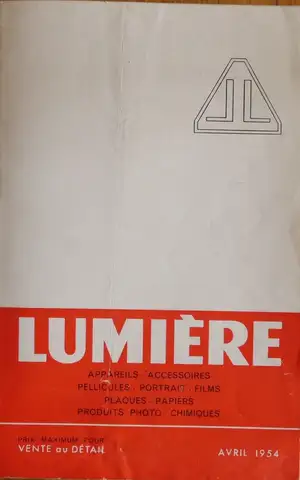 LUMIÈRE
APPAREILS - ACCESSOIRES
PELLICULES - PORTRAIT - FILMS
PLAQUES - PAPIERS
PRODUITS PHOTO - CHIMIQUES
PRIX MAXIMUM POUR
VENTE au DÉTAIL
AVRIL 1954